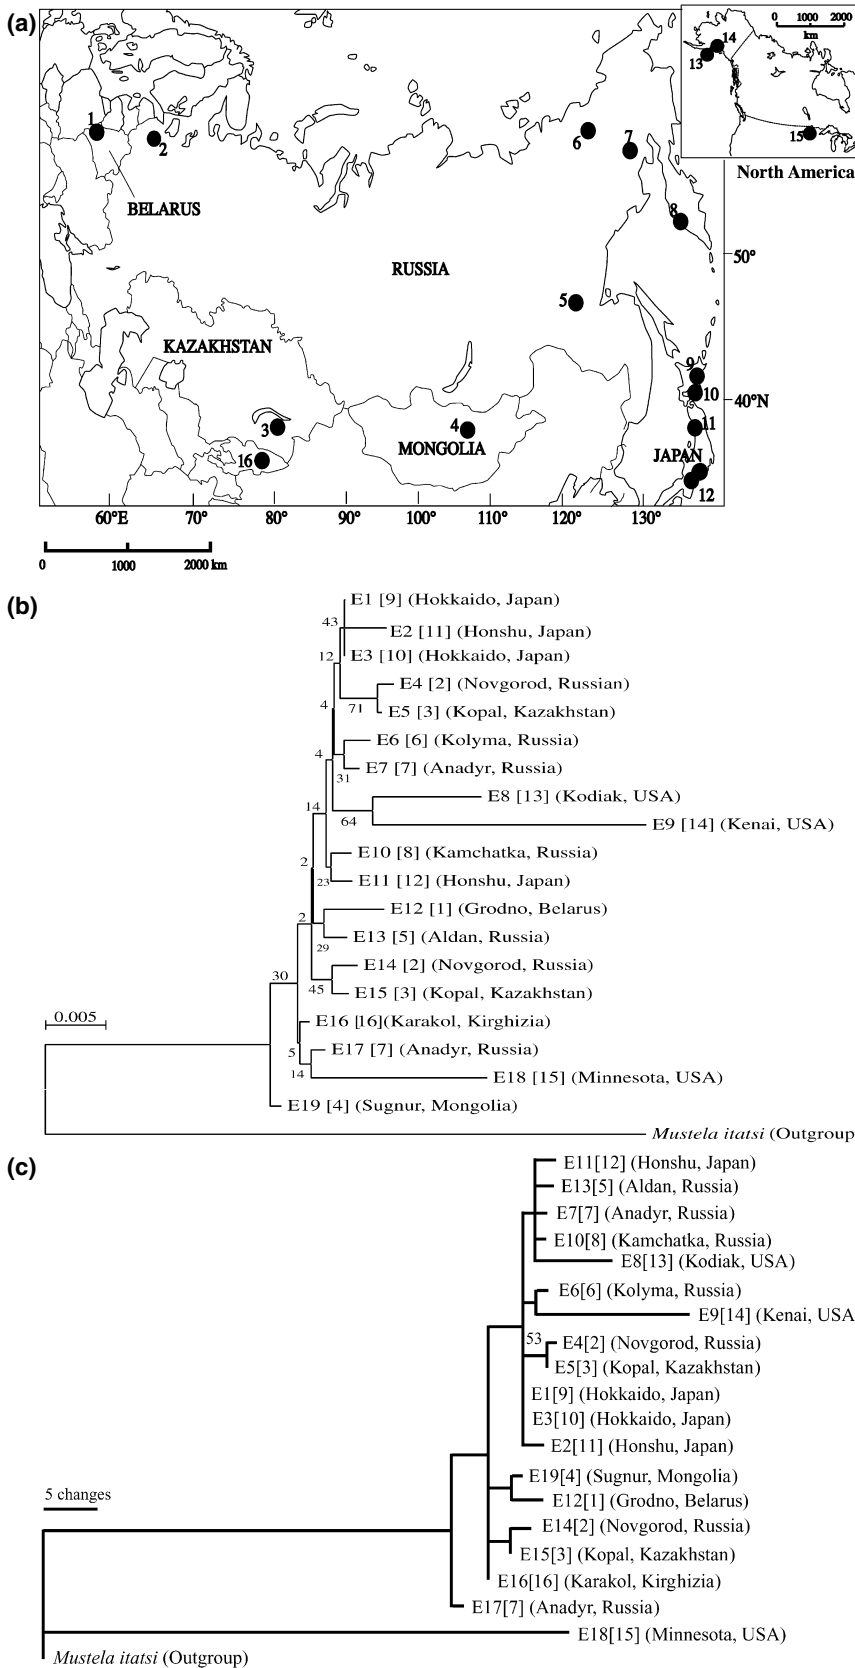 (a)
0 1000 2000
km
14
13
15
North America
1
2
6
7
8
BELARUS
RUSSIA
50°
5
KAZAKHSTAN
9
10
40°N
3
4
11
16
MONGOLIA
JAPAN
12
60°E 70° 80° 90° 100° 110° 120° 130°
0 1000 2000 km
(b)
E1 [9] (Hokkaido, Japan)
43
E2 [11] (Honshu, Japan)
12
E3 [10] (Hokkaido, Japan)
E4 [2] (Novgorod, Russian)
4
71
E5 [3] (Kopal, Kazakhstan)
E6 [6] (Kolyma, Russia)
4
E7 [7] (Anadyr, Russia)
31
E8 [13] (Kodiak, USA)
14
64
E9 [14] (Kenai, USA)
E10 [8] (Kamchatka, Russia)
2
23
E11 [12] (Honshu, Japan)
E12 [1] (Grodno, Belarus)
2
E13 [5] (Aldan, Russia)
29
E14 [2] (Novgorod, Russia)
30
45
E15 [3] (Kopal, Kazakhstan)
0.005
E16 [16](Karakol, Kirghizia)
E17 [7] (Anadyr, Russia)
5
14
E18 [15] (Minnesota, USA)
E19 [4] (Sugnur, Mongolia)
Mustela itatsi (Outgroup
(c)
E11[12] (Honshu, Japan)
E13[5] (Aldan, Russia)
E7[7] (Anadyr, Russia)
E10[8] (Kamchatka, Russia)
E8[13] (Kodiak, USA)
E6[6] (Kolyma, Russia)
E9[14] (Kenai, USA
53
E4[2] (Novgorod, Russia)
E5[3] (Kopal, Kazakhstan)
E1[9] (Hokkaido, Japan)
E3[10] (Hokkaido, Japan)
E2[11] (Honshu, Japan)
E19[4] (Sugnur, Mongolia)
5 changes
E12[1] (Grodno, Belarus)
E14[2] (Novgorod, Russia)
E15[3] (Kopal, Kazakhstan)
E16[16] (Karakol, Kirghizia)
E17[7] (Anadyr, Russia)
E18[15] (Minnesota, USA)
Mustela itatsi (Outgroup)